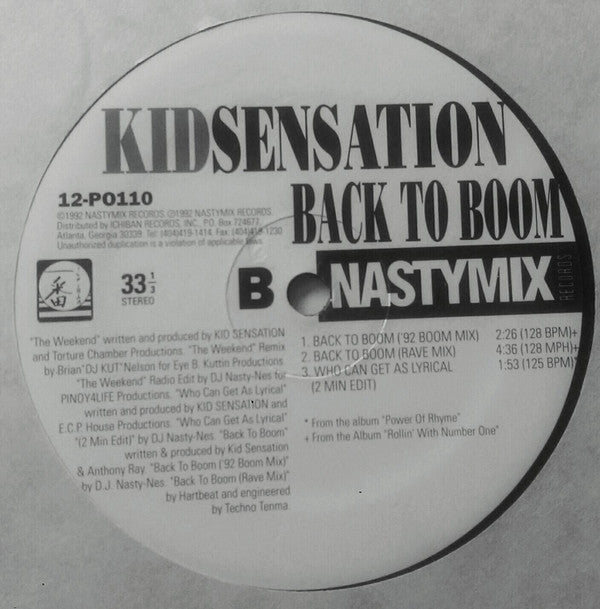 KIDSENSATION
BACK TO BOOM
12-PO110
©1992 NASTYMIX RECORDS ℗1992 NASTYMIX RECORDS.
Distributed by ICHIBAN RECORDS, INC. P.O. Box 724677,
Atlanta, Georgia 30339 Tel: (404)419-1414 Fax: (404)419-1230
Unauthorized duplication is a violation of applicable laws
33 1/3
STEREO
B
NASTYMIX
RECORDS
"The Weekend" written and produced by KID SENSATION
and Torture Chamber Productions. "The Weekend" Remix
by Brian"DJ KUT"Nelson for Eye B. Kuttin Productions.
"The Weekend" Radio Edit by DJ Nasty-Nes for
PINOY4LIFE Productions. "Who Can Get As Lyrical"
written and produced by KID SENSATION and
E.C.P. House Productions. "Who Can Get As Lyrical"
"(2 Min Edit)" by DJ Nasty-Nes. "Back To Boom"
written & produced by Kid Sensation
& Anthony Ray. "Back To Boom ('92 Boom Mix)"
by D.J. Nasty-Nes. "Back To Boom (Rave Mix)"
by Hartbeat and engineered
by Techno Tenma.
1. BACK TO BOOM ('92 BOOM MIX) 2:26 (128 BPM)+
2. BACK TO BOOM (RAVE MIX) 4:36 (128 MPH)+
3. WHO CAN GET AS LYRICAL 1:53 (125 BPM)*
(2 MIN EDIT)
* From the album "Power Of Rhyme"
+ From the Album "Rollin' With Number One"